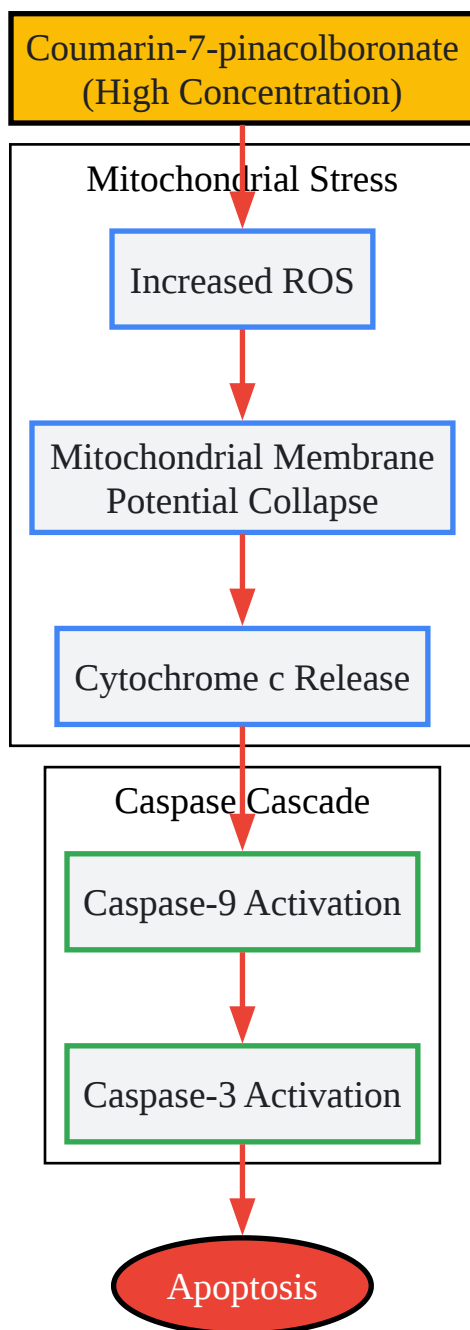 Coumarin-7-pinacolboronate
(High Concentration)
Mitochondrial Stress
Increased ROS
Mitochondrial Membrane
Potential Collapse
Cytochrome c Release
Caspase Cascade
Caspase-9 Activation
Caspase-3 Activation
Apoptosis